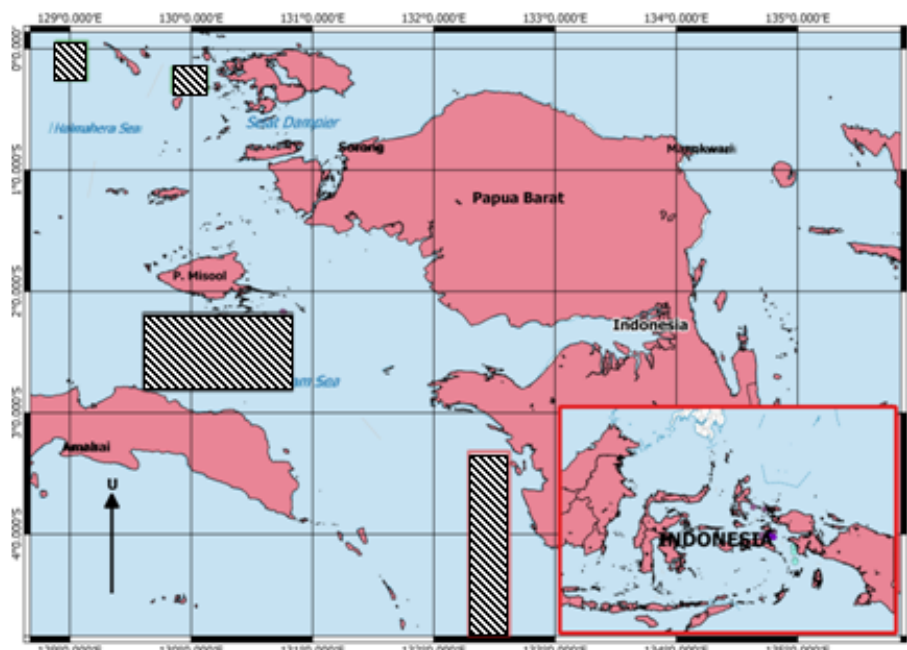 129°0.000'E 130°0.000'E 131°0.000'E 132°0.000'E 133°0.000'E 134°0.000'E 135°0.000'E
0°0.000'
Halmahera Sea
Selat Dampier
Sorong
Manokwari
1°0.000'S
Papua Barat
P. Misool
2°0.000'S
Indonesia
am Sea
3°0.000'S
Amahai
U
4°0.000'S
INDONESIA